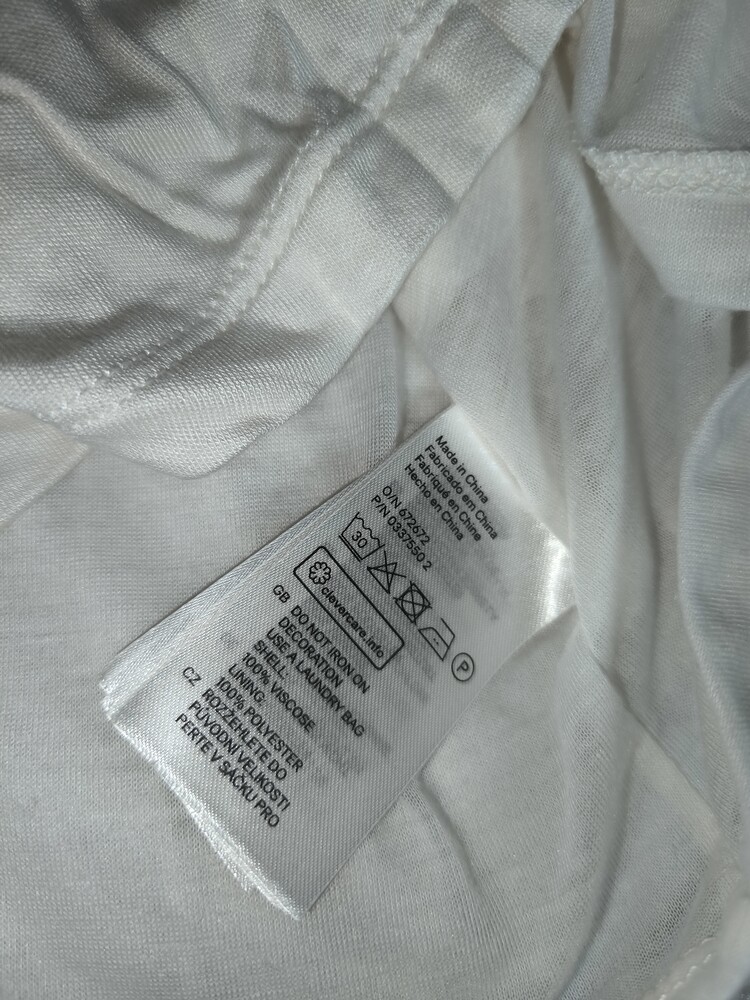 Made in China
Fabricado em China
Fabriqué en Chine
Hecho en China
O/N 672672
P/N 0337550 2
30
P
clevercare.info
GB DO NOT IRON ON
DECORATION
USE A LAUNDRY BAG
SHELL:
100% VISCOSE
LINING:
100% POLYESTER
CZ ROZŽEHLETE DO
PŮVODNÍ VELIKOSTI
PERTE V SÁČKU PRO